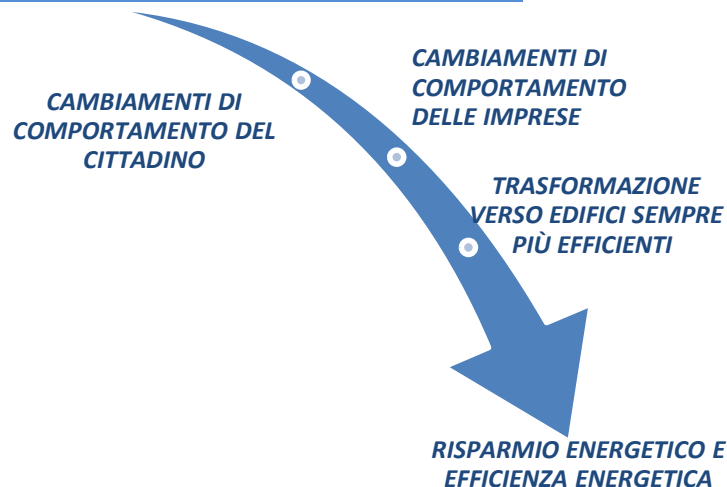 CAMBIAMENTI DI
COMPORTAMENTO DEL
CITTADINO
CAMBIAMENTI DI
COMPORTAMENTO
DELLE IMPRESE
TRASFORMAZIONE
VERSO EDIFICI SEMPRE
PIÙ EFFICIENTI
RISPARMIO ENERGETICO E
EFFICIENZA ENERGETICA